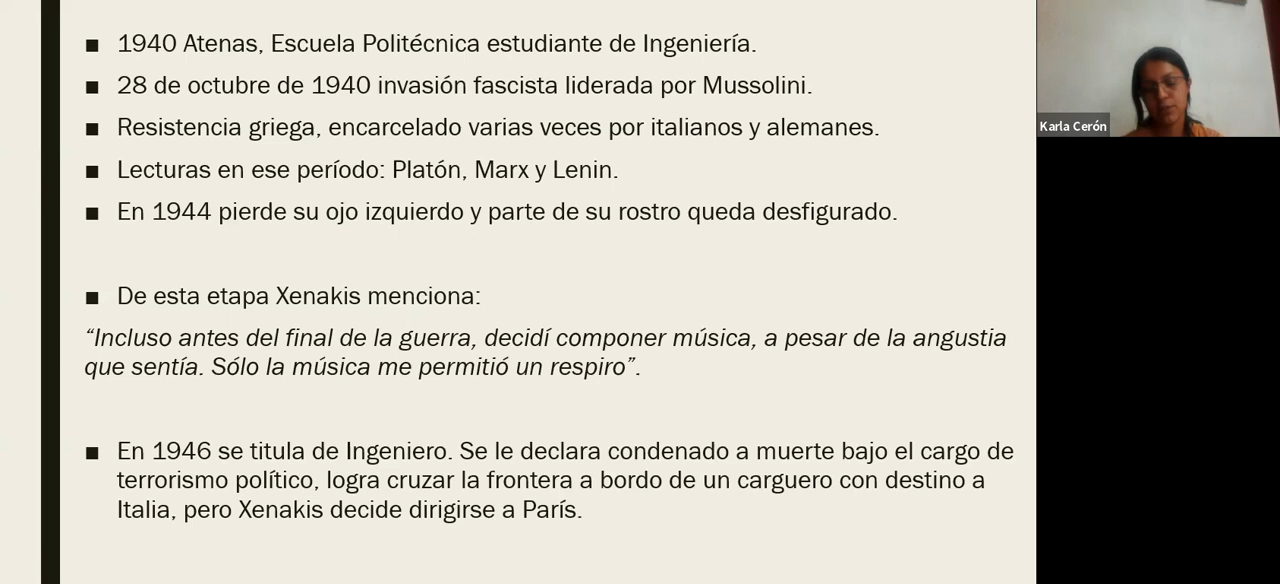 ■ 1940 Atenas, Escuela Politécnica estudiante de Ingeniería.
■ 28 de octubre de 1940 invasión fascista liderada por Mussolini.
■ Resistencia griega, encarcelado varias veces por italianos y alemanes.
■ Lecturas en ese período: Platón, Marx y Lenin.
■ En 1944 pierde su ojo izquierdo y parte de su rostro queda desfigurado.
■ De esta etapa Xenakis menciona:
“Incluso antes del final de la guerra, decidí componer música, a pesar de la angustia
que sentía. Sólo la música me permitió un respiro”.
■ En 1946 se titula de Ingeniero. Se le declara condenado a muerte bajo el cargo de
terrorismo político, logra cruzar la frontera a bordo de un carguero con destino a
Italia, pero Xenakis decide dirigirse a París.
Karla Cerón